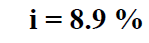 i = 8.9 %